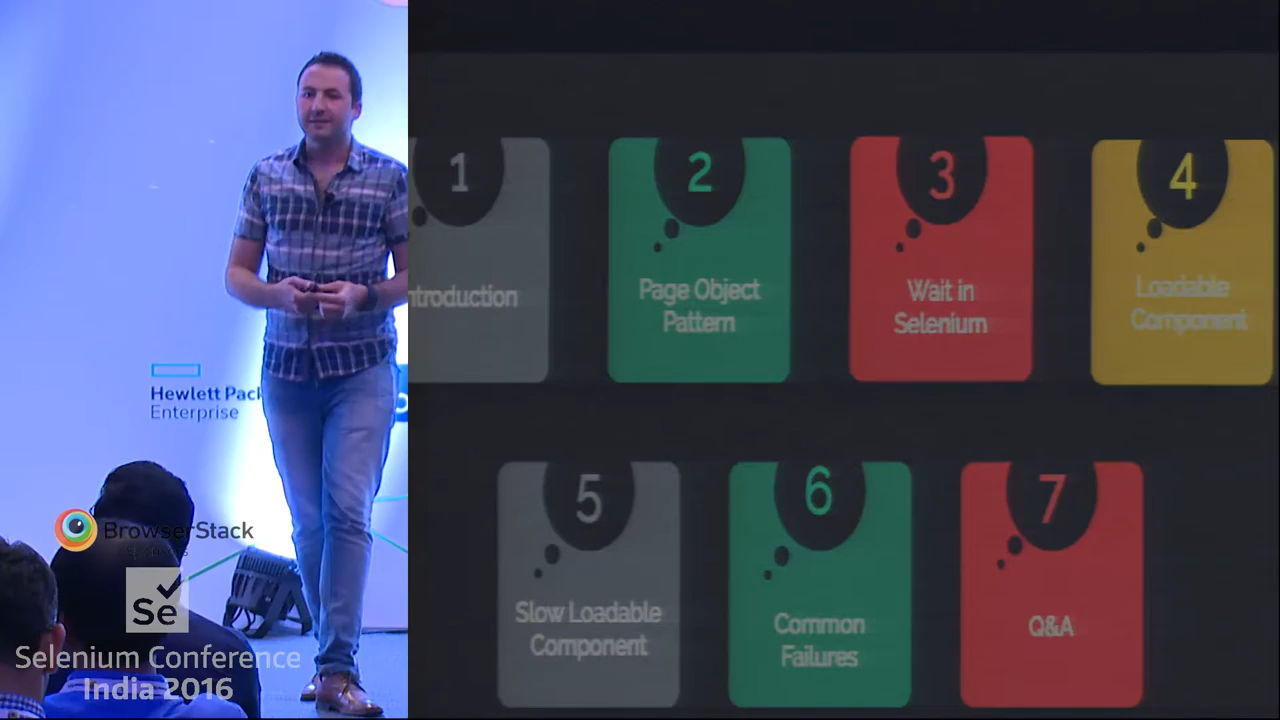 1
ntroduction
2
Page Object
Pattern
3
Wait in
Selenium
4
Loadable
Component
5
Slow Loadable
Component
6
Common
Failures
7
Q&A
Hewlett Pack
Enterprise
BrowserStack
Se
Selenium Conference
India 2016